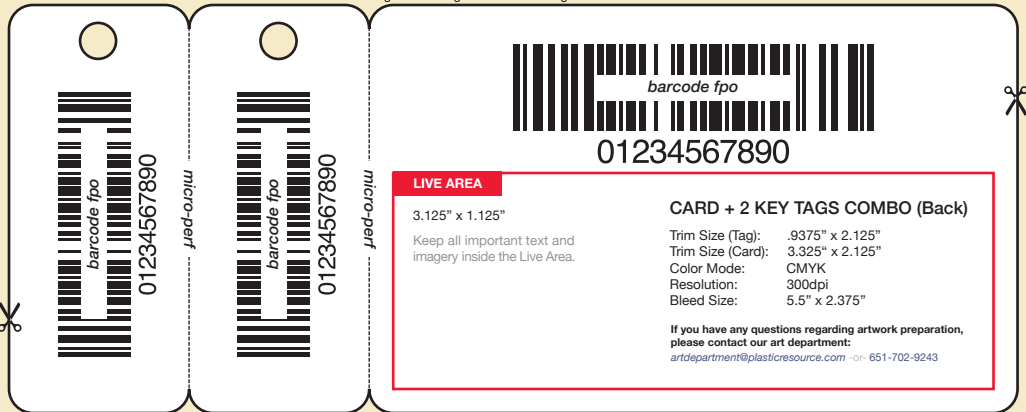 barcode fpo
01234567890
micro-perf
barcode fpo
01234567890
micro-perf
barcode fpo
01234567890
LIVE AREA
3.125” x 1.125”
Keep all important text and
imagery inside the Live Area.
CARD + 2 KEY TAGS COMBO (Back)
Trim Size (Tag): .9375” x 2.125”
Trim Size (Card): 3.325“ x 2.125”
Color Mode: CMYK
Resolution: 300dpi
Bleed Size: 5.5” x 2.375”
If you have any questions regarding artwork preparation,
please contact our art department:
artdepartment@plasticresource.com -or- 651-702-9243